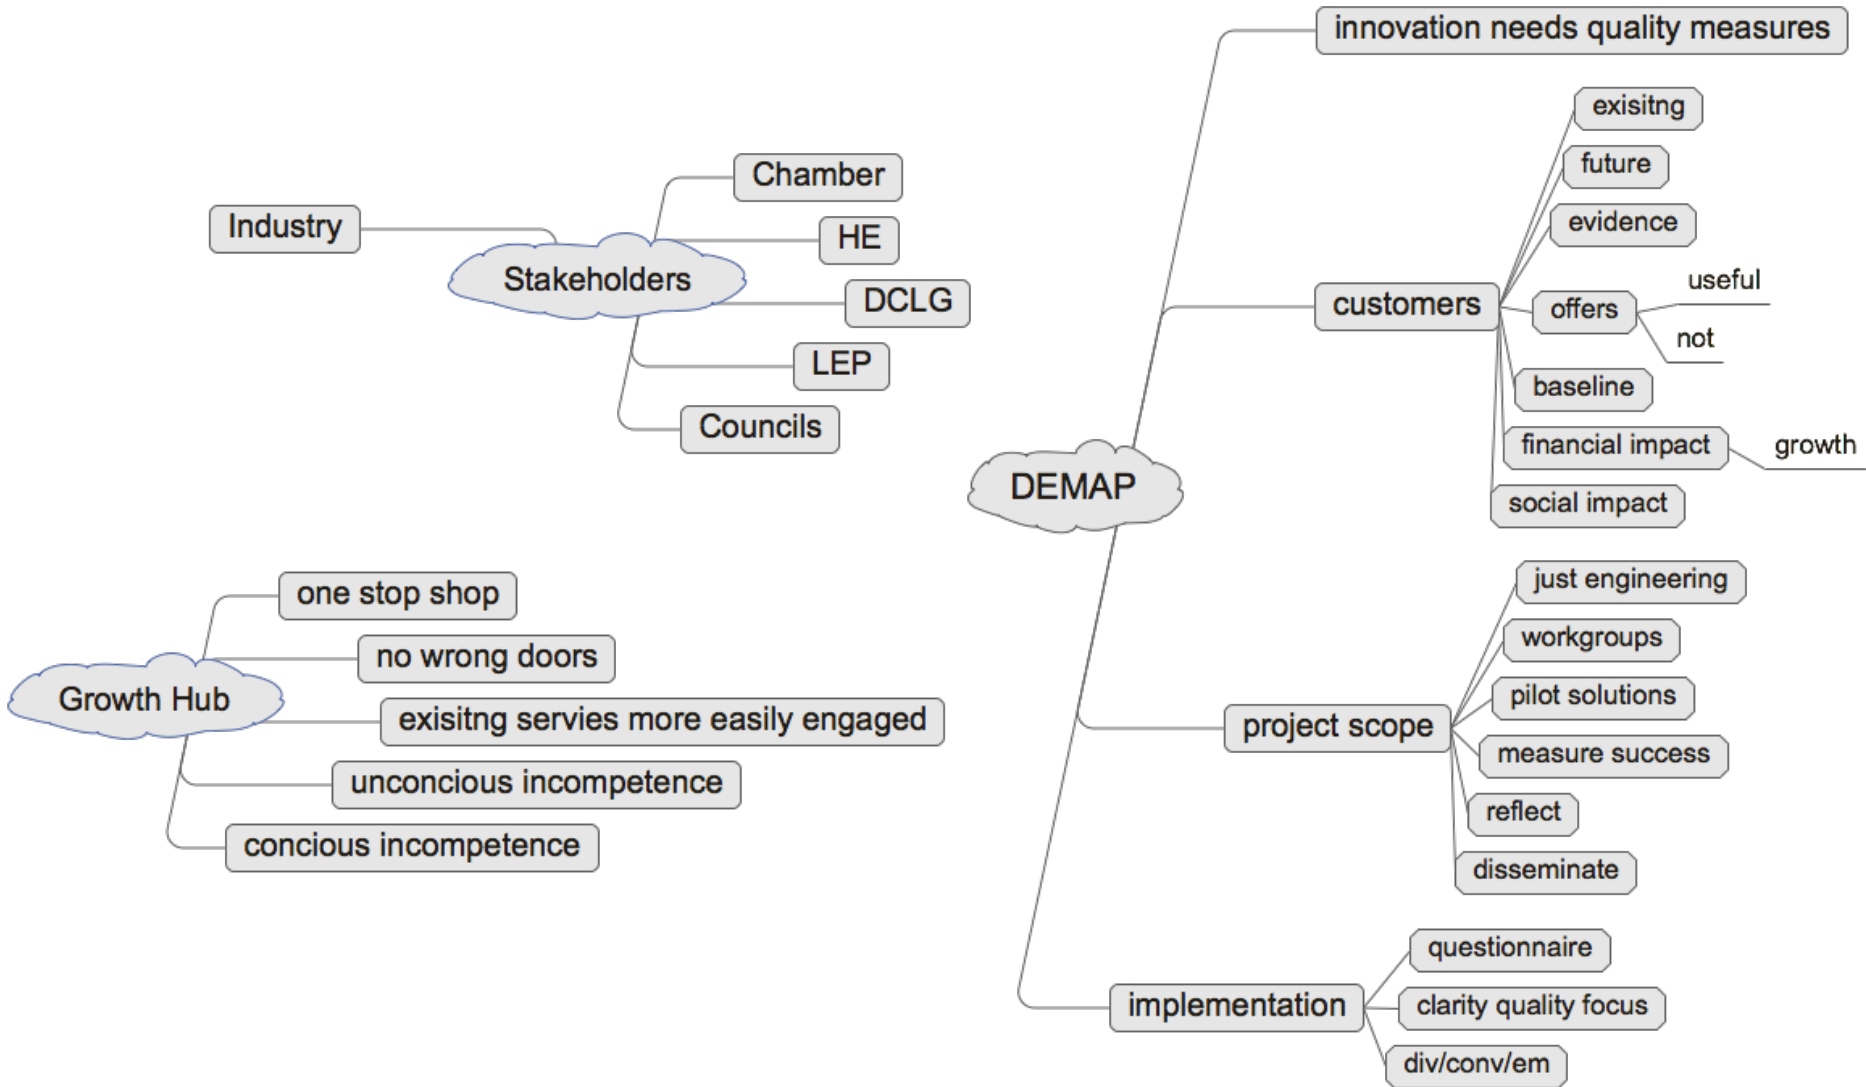 Industry
Stakeholders
Chamber
HE
DCLG
LEP
Councils
Growth Hub
one stop shop
no wrong doors
exisitng servies more easily engaged
unconcious incompetence
concious incompetence
DEMAP
innovation needs quality measures
customers
exisitng
future
evidence
offers
useful
not
baseline
financial impact
growth
social impact
project scope
just engineering
workgroups
pilot solutions
measure success
reflect
disseminate
implementation
questionnaire
clarity quality focus
div/conv/em